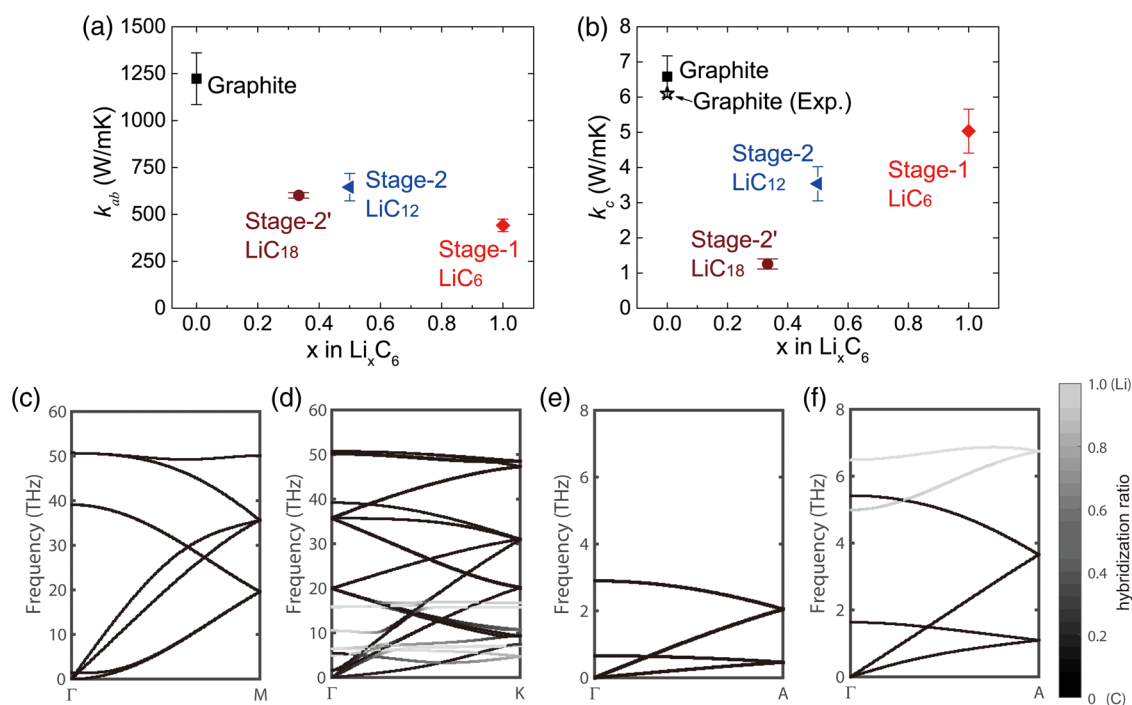 (a)
1500
1250
1000
750
500
250
0
k_ab (W/mK)
Graphite
Stage-2
LiC12
Stage-2'
LiC18
Stage-1
LiC6
0.0 0.2 0.4 0.6 0.8 1.0
x in LixC6
(b)
8
7
6
5
4
3
2
1
0
k_c (W/mK)
Graphite
Graphite (Exp.)
Stage-2
LiC12
Stage-1
LiC6
Stage-2'
LiC18
0.0 0.2 0.4 0.6 0.8 1.0
x in LixC6
(c)
60
50
40
30
20
10
0
Frequency (THz)
Γ M
(d)
60
50
40
30
20
10
0
Frequency (THz)
Γ K
(e)
8
6
4
2
0
Frequency (THz)
Γ A
(f)
8
6
4
2
0
Frequency (THz)
Γ A
1.0 (Li)
0.8
0.6
0.4
0.2
0 (C)
hybridization ratio